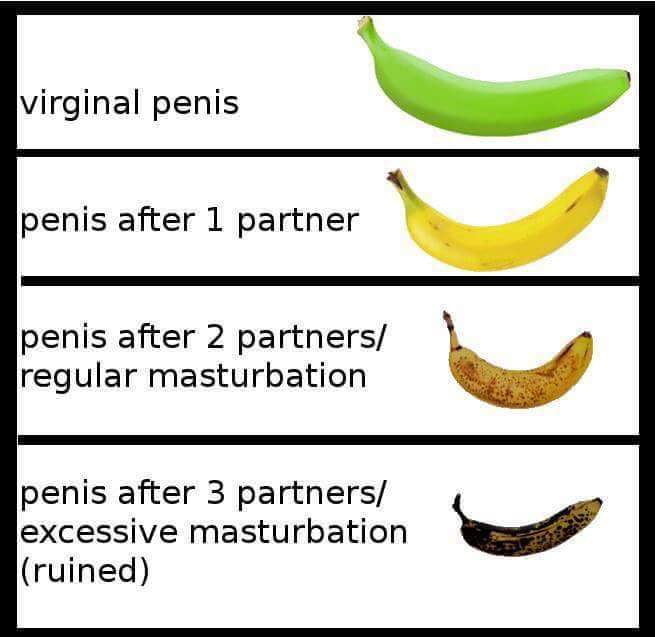 virginal penis
penis after 1 partner
penis after 2 partners/
regular masturbation
penis after 3 partners/
excessive masturbation
(ruined)